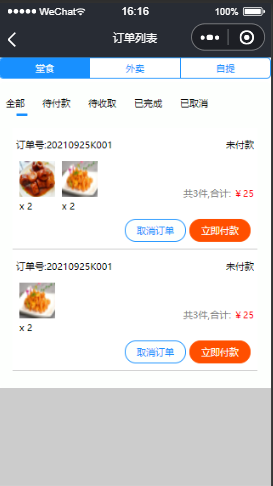 WeChat 16:16 100%
订单列表
堂食 外卖 自提
全部 待付款 待收取 已完成 已取消
订单号:20210925K001 未付款
共3件,合计: ￥25
x 2 x 2
取消订单 立即付款
订单号:20210925K001 未付款
共3件,合计: ￥25
x 2
取消订单 立即付款